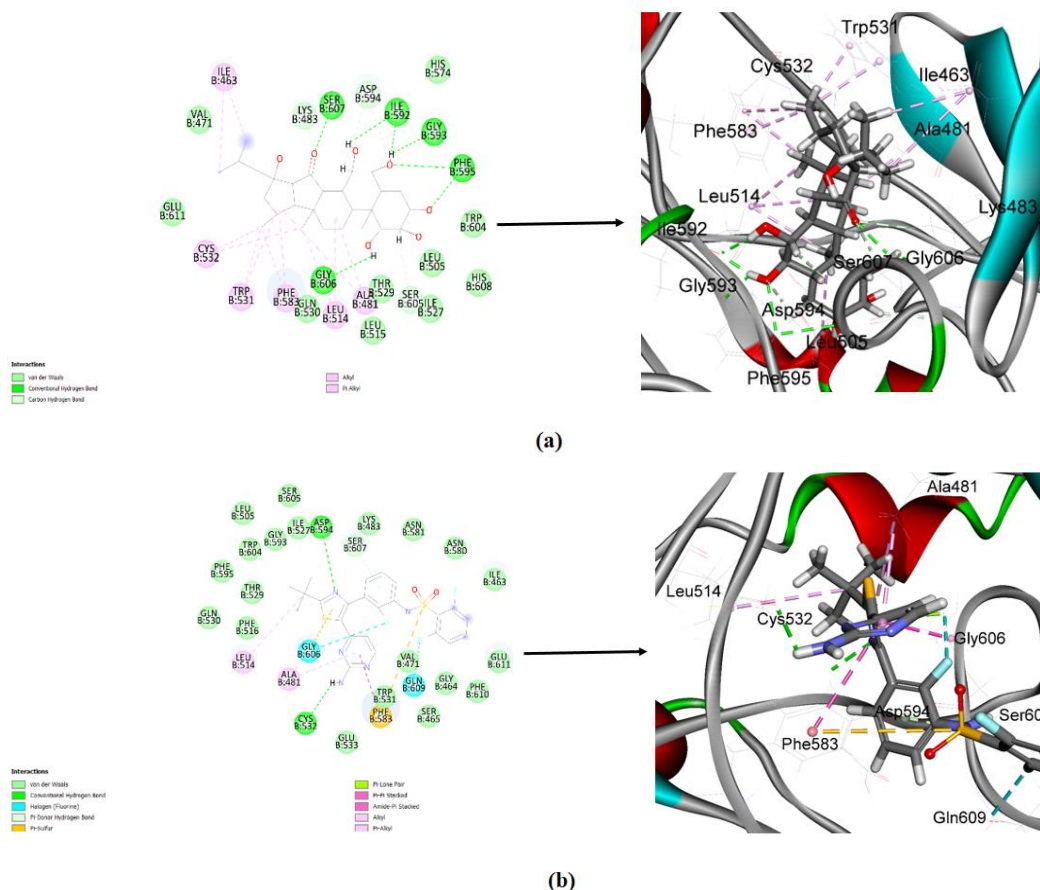 ILE
B:463
VAL
B:471
LYS
B:483
SER
B:607
ASP
B:594
ILE
B:592
HIS
B:574
GLY
B:593
PHE
B:595
GLU
B:611
CYS
B:532
TRP
B:531
PHE
B:583
GLN
B:530
GLY
B:606
LEU
B:514
LEU
B:515
ALA
B:481
THR
B:529
SER
B:605
ILE
B:527
LEU
B:505
HIS
B:608
TRP
B:604
O
O
H
O
H
O
O
O
H
H
Interactions
van der Waals
Conventional Hydrogen Bond
Carbon Hydrogen Bond
Alkyl
Pi-Alkyl
Trp531
Cys532
Ile463
Phe583
Ala481
Leu514
Lys483
Ile592
Ser607
Gly606
Gly593
Asp594
Leu505
Phe595
(a)
SER
B:605
LEU
B:505
ILE
B:527
ASP
B:594
GLY
B:593
TRP
B:604
PHE
B:595
THR
B:529
GLN
B:530
PHE
B:516
LEU
B:514
ALA
B:481
GLY
B:606
CYS
B:532
GLU
B:533
TRP
B:531
PHE
B:583
VAL
B:471
GLN
B:609
SER
B:465
GLY
B:464
PHE
B:610
GLU
B:611
ILE
B:463
ASN
B:580
ASN
B:581
LYS
B:483
SER
B:607
O
O
H
Interactions
van der Waals
Conventional Hydrogen Bond
Halogen (Fluorine)
Pi-Donor Hydrogen Bond
Pi-Sulfur
Pi-Lone Pair
Pi-Pi Stacked
Amide-Pi Stacked
Alkyl
Pi-Alkyl
Ala481
Leu514
Cys532
Gly606
Asp594
Ser60
Phe583
Gln609
(b)